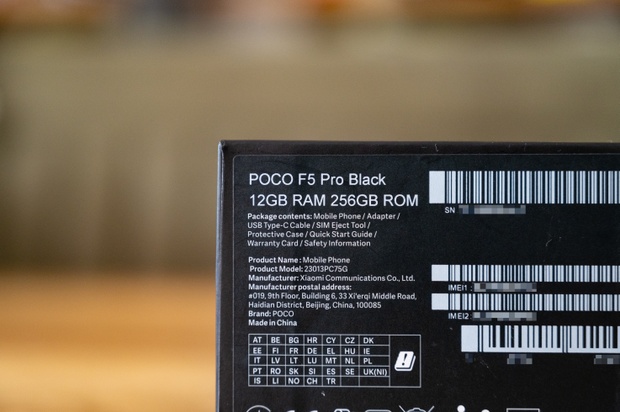 POCO F5 Pro Black
12GB RAM 256GB ROM
Package contents: Mobile Phone / Adapter /
USB Type-C Cable / SIM Eject Tool /
Protective Case / Quick Start Guide /
Warranty Card / Safety Information
Product Name: Mobile Phone
Product Model: 23013PC75G
Manufacturer: Xiaomi Communications Co., Ltd.
Manufacturer postal address:
#019, 9th Floor, Building 6, 33 Xi'erqi Middle Road,
Haidian District, Beijing, China, 100085
Brand: POCO
Made in China
AT BE BG HR CY CZ DK
EE FI FR DE EL HU IE
IT LV LT LU MT NL PL
PT RO SK SI ES SE UK(NI)
IS LI NO CH TR
SN
IMEI1 :
IMEI2 :